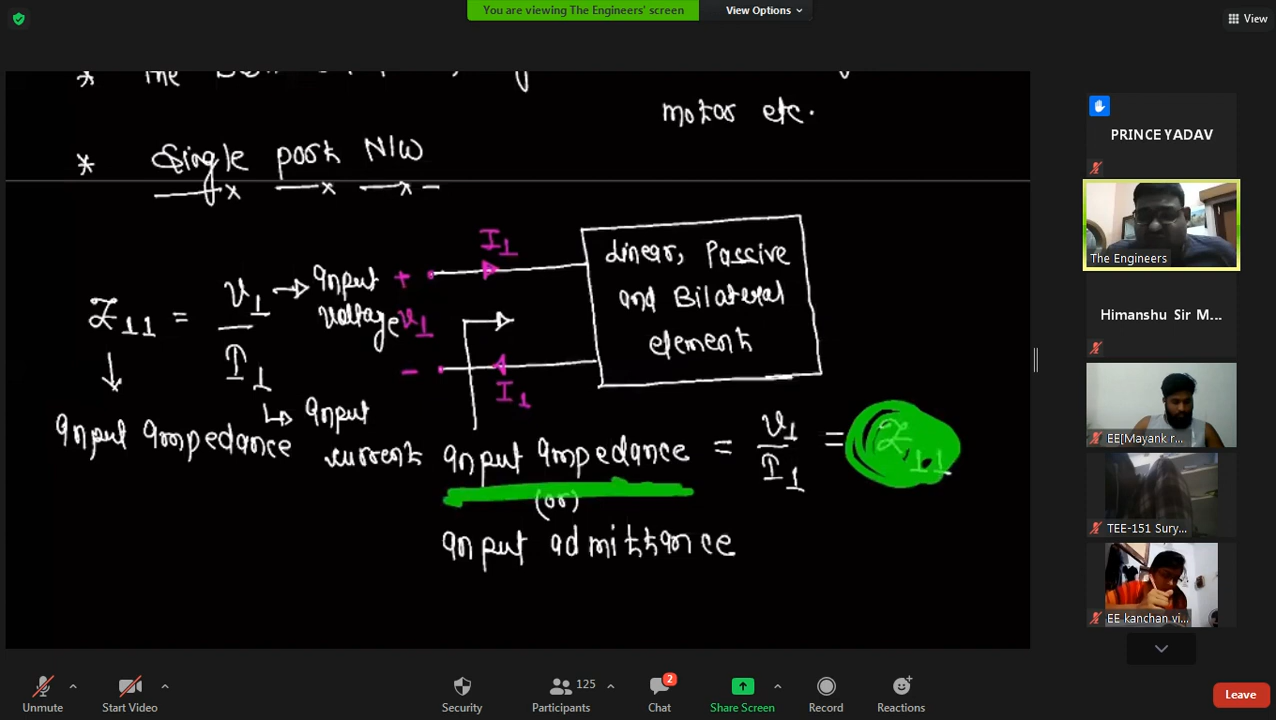 You are viewing The Engineers' screen
View Options
View
* The
motor etc.
* Single port N/W
I1
Linear, Passive
and Bilateral
element
Z11 = V1 / I1
Input
voltage
+
V1
-
I1
Input Impedance
Input
current
Input Impedance = V1 / I1 = Z11
(or)
Input admittance
PRINCE YADAV
The Engineers
Himanshu Sir M...
EE[Mayank r...
TEE-151 Sury...
EE kanchan vi...
Unmute
Start Video
Security
125
Participants
2
Chat
Share Screen
Record
Reactions
Leave